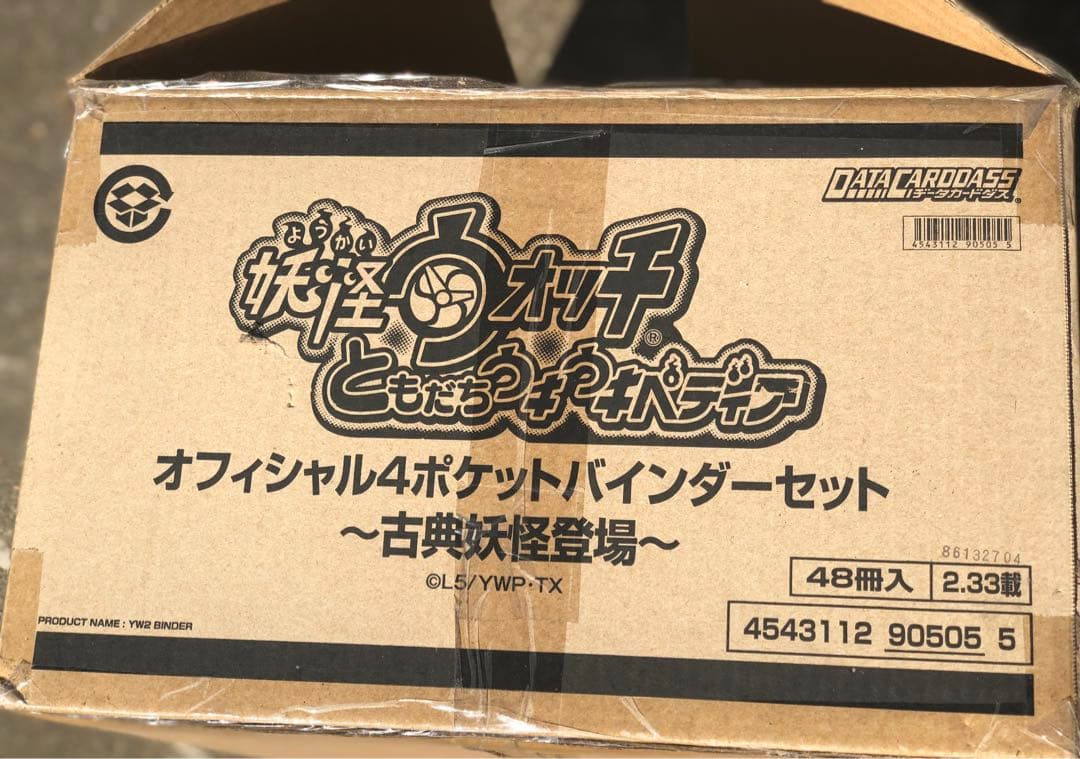 DATA CARDDASS
データカードダス®
4543112 90505 5
ようかい
妖怪ウォッチ®
ともだちウキウキペディア
オフィシャル4ポケットバインダーセット
～古典妖怪登場～
©L5/YWP・TX
86132704
48冊入 2.33載
PRODUCT NAME : YW2 BINDER
4543112 90505 5